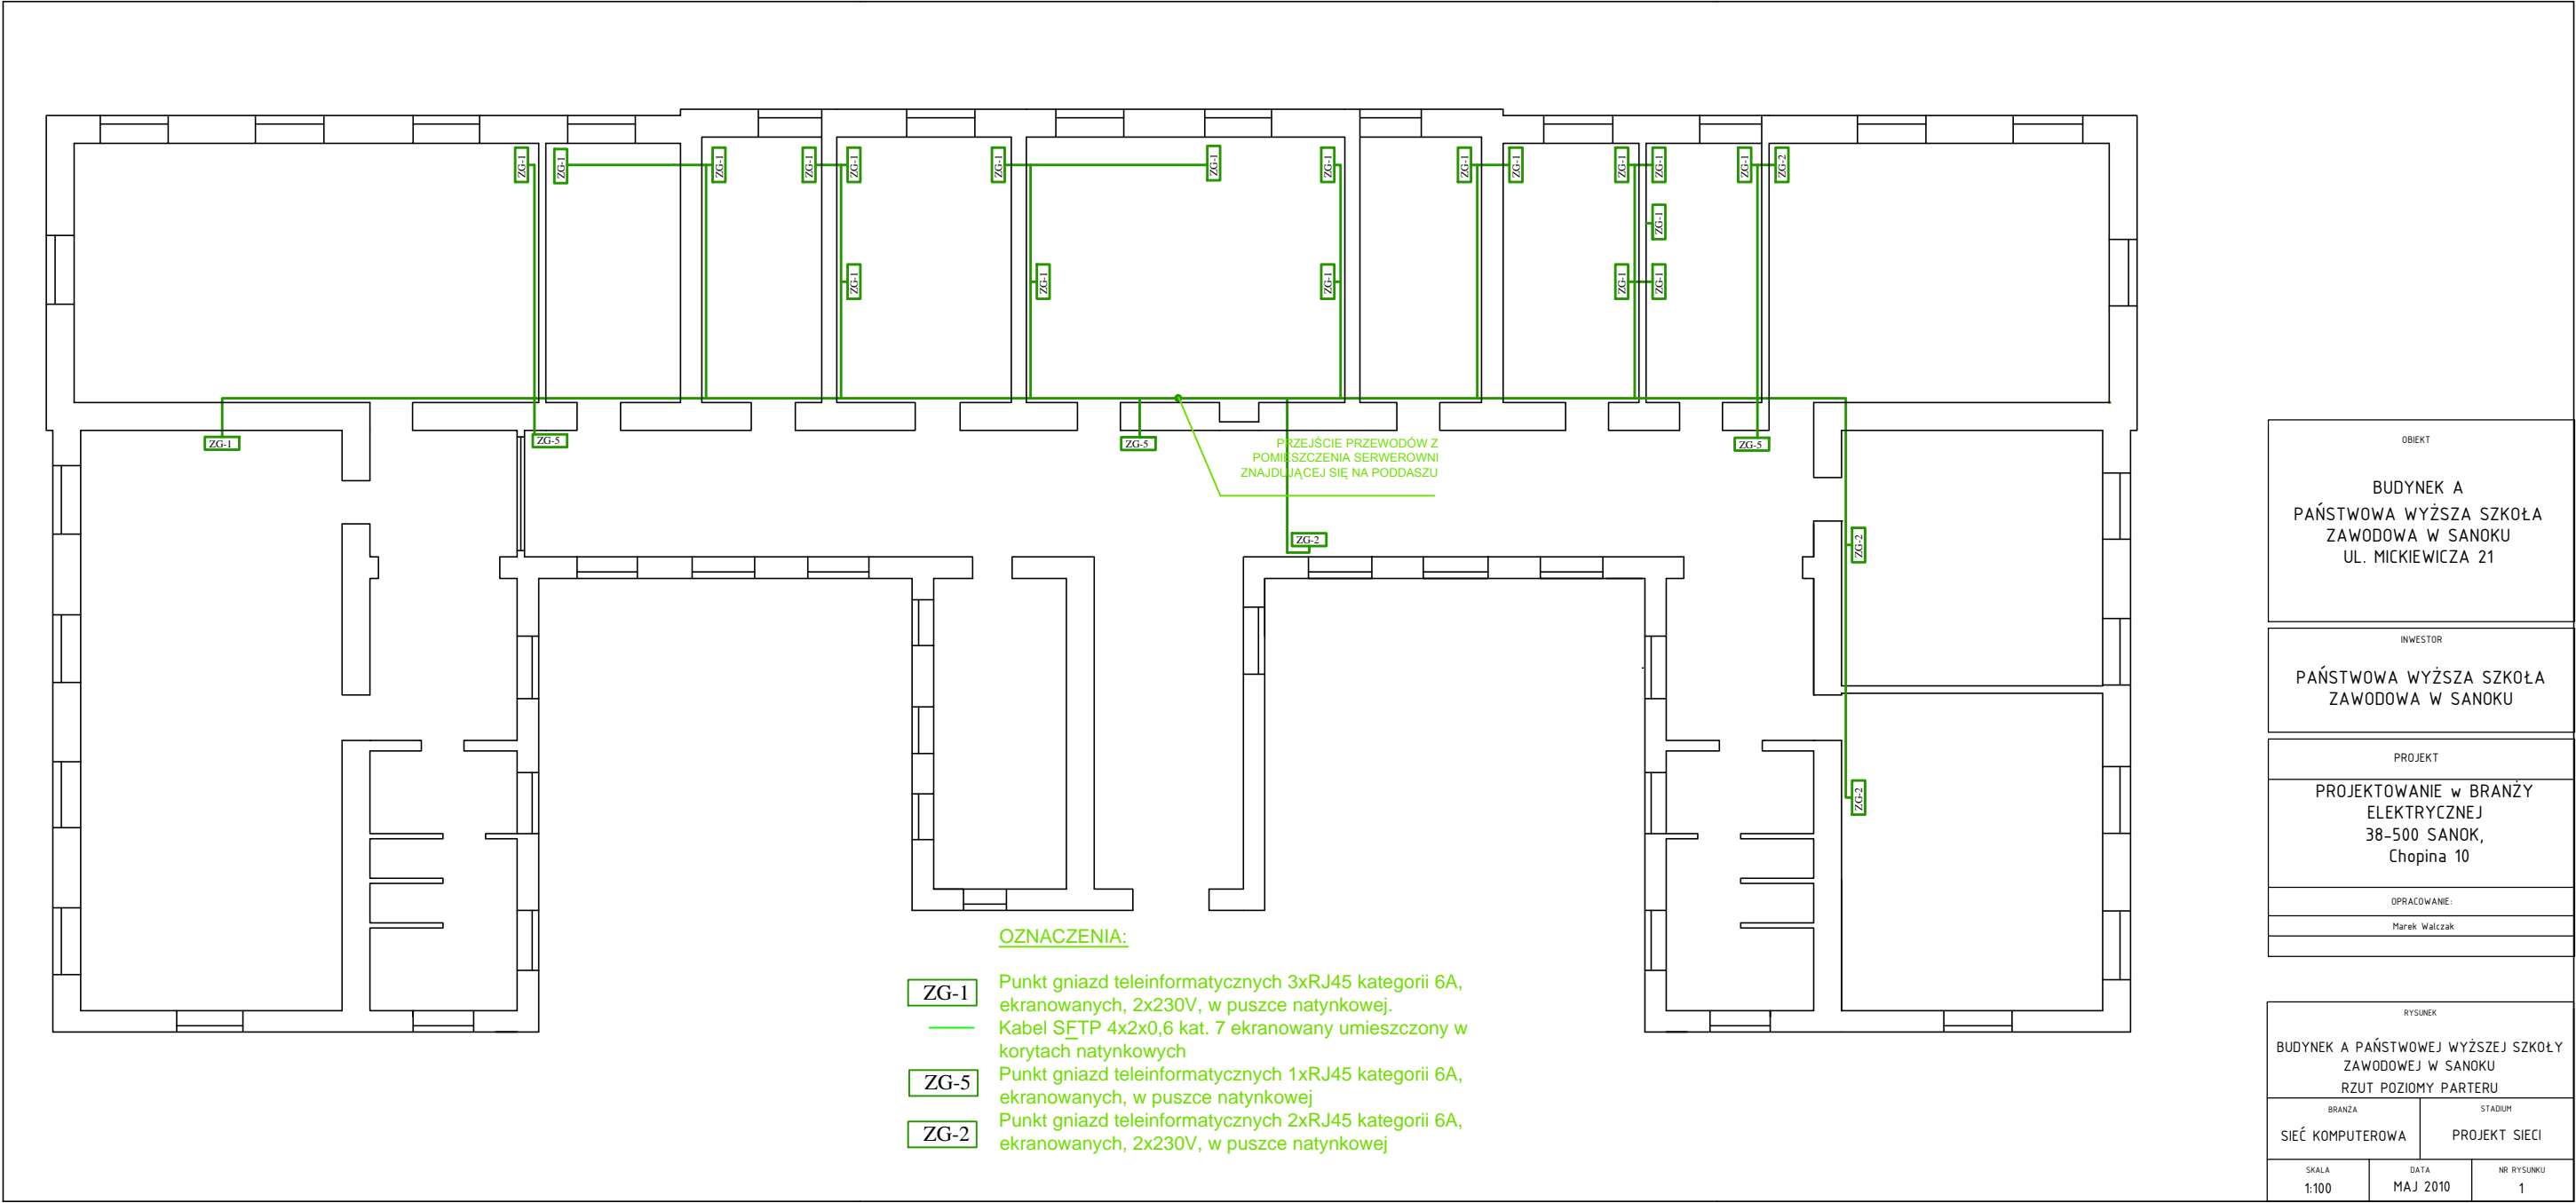 ZG-1
ZG-1
ZG-1
ZG-1
ZG-1
ZG-1
ZG-1
ZG-1
ZG-1
ZG-1
ZG-1
ZG-1
ZG-1
ZG-2
ZG-1
ZG-1
ZG-1
ZG-1
ZG-1
ZG-1
ZG-1
ZG-5
ZG-5
ZG-5
PRZEJŚCIE PRZEWODÓW Z
POMIESZCZENIA SERWEROWNI
ZNAJDUJĄCEJ SIĘ NA PODDASZU
ZG-2
ZG-2
ZG-2
OZNACZENIA:
ZG-1
Punkt gniazd teleinformatycznych 3xRJ45 kategorii 6A,
ekranowanych, 2x230V, w puszce natynkowej.
Kabel SFTP 4x2x0,6 kat. 7 ekranowany umieszczony w
korytach natynkowych
ZG-5
Punkt gniazd teleinformatycznych 1xRJ45 kategorii 6A,
ekranowanych, w puszce natynkowej
ZG-2
Punkt gniazd teleinformatycznych 2xRJ45 kategorii 6A,
ekranowanych, 2x230V, w puszce natynkowej
OBIEKT
BUDYNEK A
PAŃSTWOWA WYŻSZA SZKOŁA
ZAWODOWA W SANOKU
UL. MICKIEWICZA 21
INWESTOR
PAŃSTWOWA WYŻSZA SZKOŁA
ZAWODOWA W SANOKU
PROJEKT
PROJEKTOWANIE w BRANŻY
ELEKTRYCZNEJ
38-500 SANOK,
Chopina 10
OPRACOWANIE:
Marek Walczak
RYSUNEK
BUDYNEK A PAŃSTWOWEJ WYŻSZEJ SZKOŁY
ZAWODOWEJ W SANOKU
RZUT POZIOMY PARTERU
BRANŻA
STADIUM
SIEĆ KOMPUTEROWA
PROJEKT SIECI
SKALA
DATA
NR RYSUNKU
1:100
MAJ 2010
1